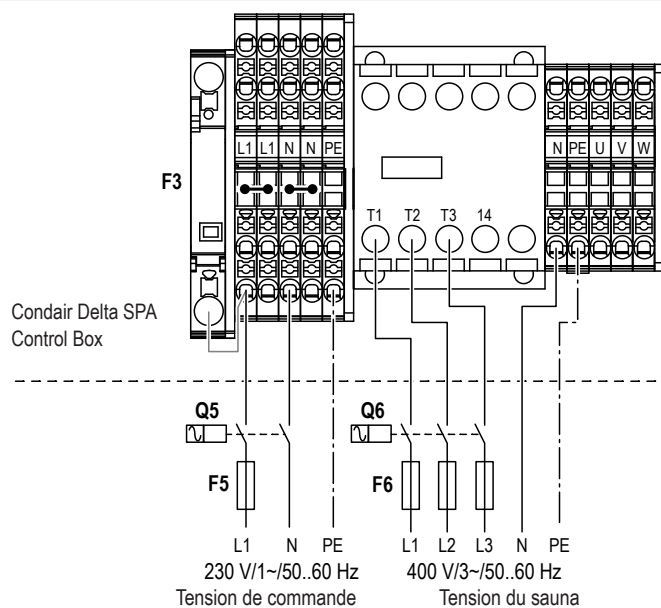 L1 L1 N N PE
N PE U V W
F3
T1 T2 T3 14
Condair Delta SPA
Control Box
Q5 Q6
F5 F6
L1 N PE L1 L2 L3 N PE
230 V/1~/50..60 Hz 400 V/3~/50..60 Hz
Tension de commande Tension du sauna